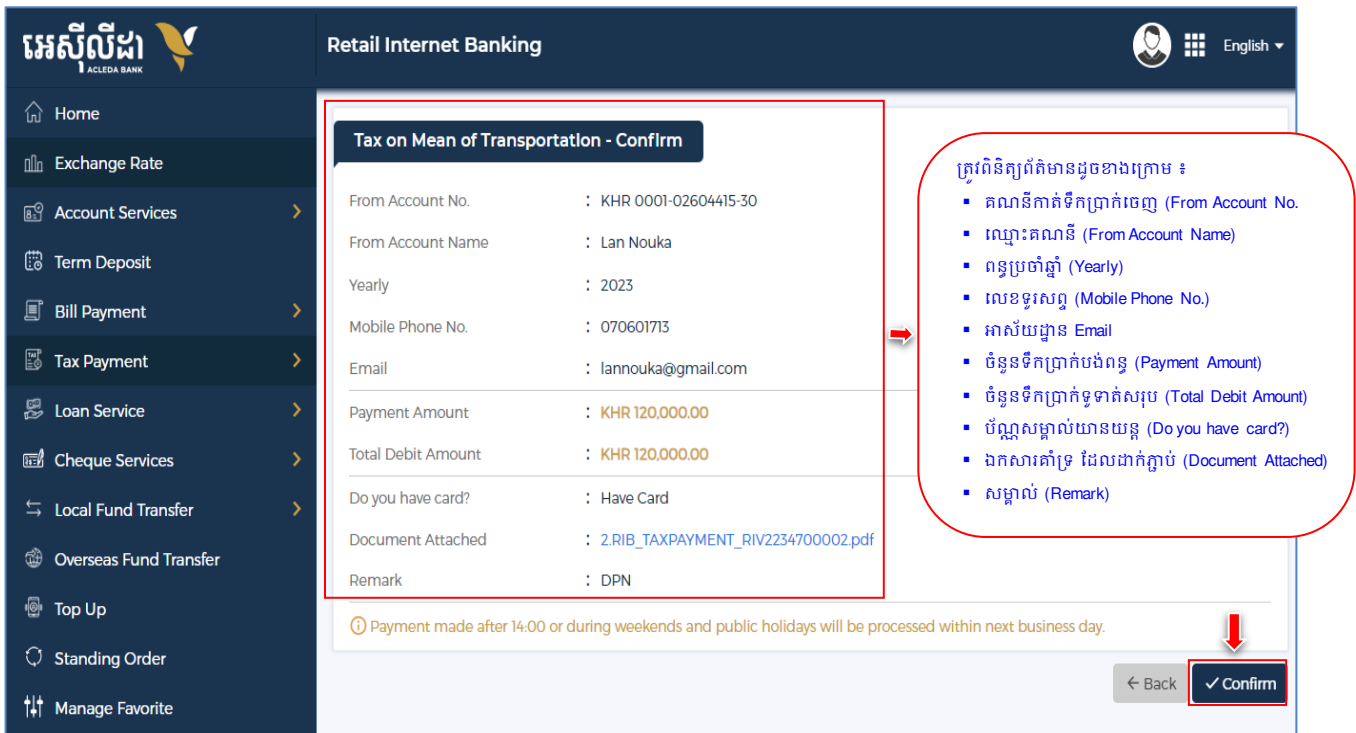 អេស៊ីលីដា
ACLEDA BANK
Retail Internet Banking
English
Home
Exchange Rate
Account Services
Term Deposit
Bill Payment
Tax Payment
Loan Service
Cheque Services
Local Fund Transfer
Overseas Fund Transfer
Top Up
Standing Order
Manage Favorite
Tax on Mean of Transportation - Confirm
From Account No. : KHR 0001-02604415-30
From Account Name : Lan Nouka
Yearly : 2023
Mobile Phone No. : 070601713
Email : lannouka@gmail.com
Payment Amount : KHR 120,000.00
Total Debit Amount : KHR 120,000.00
Do you have card? : Have Card
Document Attached : 2.RIB_TAXPAYMENT_RIV2234700002.pdf
Remark : DPN
Payment made after 14:00 or during weekends and public holidays will be processed within next business day.
Back
Confirm
ត្រូវពិនិត្យព័ត៌មានដូចខាងក្រោម ៖
▪ គណនីកាត់ទឹកប្រាក់ចេញ (From Account No.
▪ ឈ្មោះគណនី (From Account Name)
▪ ពន្ធប្រចាំឆ្នាំ (Yearly)
▪ លេខទូរសព្ទ (Mobile Phone No.)
▪ អាស័យដ្ឋាន Email
▪ ចំនួនទឹកប្រាក់បង់ពន្ធ (Payment Amount)
▪ ចំនួនទឹកប្រាក់ទូទាត់សរុប (Total Debit Amount)
▪ ប័ណ្ណសម្គាល់យានយន្ត (Do you have card?)
▪ ឯកសារគាំទ្រ ដែលដាក់ភ្ជាប់ (Document Attached)
▪ សម្គាល់ (Remark)